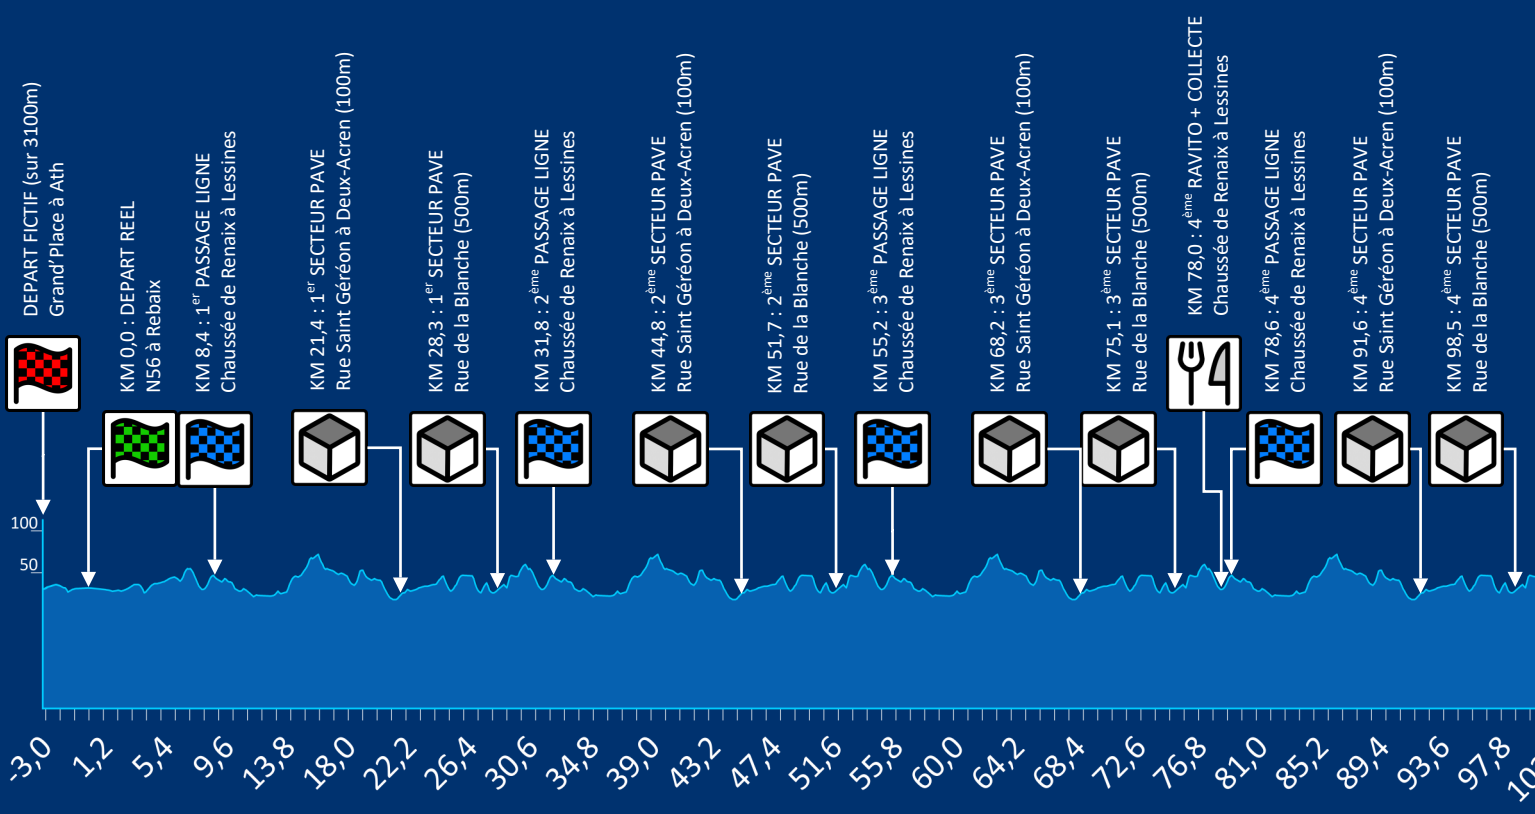 DEPART FICTIF (sur 3100m)
Grand'Place à Ath
KM 0,0 : DEPART REEL
N56 à Rebaix
KM 8,4 : 1er PASSAGE LIGNE
Chaussée de Renaix à Lessines
KM 21,4 : 1er SECTEUR PAVE
Rue Saint Géréon à Deux-Acren (100m)
KM 28,3 : 1er SECTEUR PAVE
Rue de la Blanche (500m)
KM 31,8 : 2ème PASSAGE LIGNE
Chaussée de Renaix à Lessines
KM 44,8 : 2ème SECTEUR PAVE
Rue Saint Géréon à Deux-Acren (100m)
KM 51,7 : 2ème SECTEUR PAVE
Rue de la Blanche (500m)
KM 55,2 : 3ème PASSAGE LIGNE
Chaussée de Renaix à Lessines
KM 68,2 : 3ème SECTEUR PAVE
Rue Saint Géréon à Deux-Acren (100m)
KM 75,1 : 3ème SECTEUR PAVE
Rue de la Blanche (500m)
KM 78,0 : 4ème RAVITO + COLLECTE
Chaussée de Renaix à Lessines
KM 78,6 : 4ème PASSAGE LIGNE
Chaussée de Renaix à Lessines
KM 91,6 : 4ème SECTEUR PAVE
Rue Saint Géréon à Deux-Acren (100m)
KM 98,5 : 4ème SECTEUR PAVE
Rue de la Blanche (500m)
100
50
-3,0
1,2
5,4
9,6
13,8
18,0
22,2
26,4
30,6
34,8
39,0
43,2
47,4
51,6
55,8
60,0
64,2
68,4
72,6
76,8
81,0
85,2
89,4
93,6
97,8